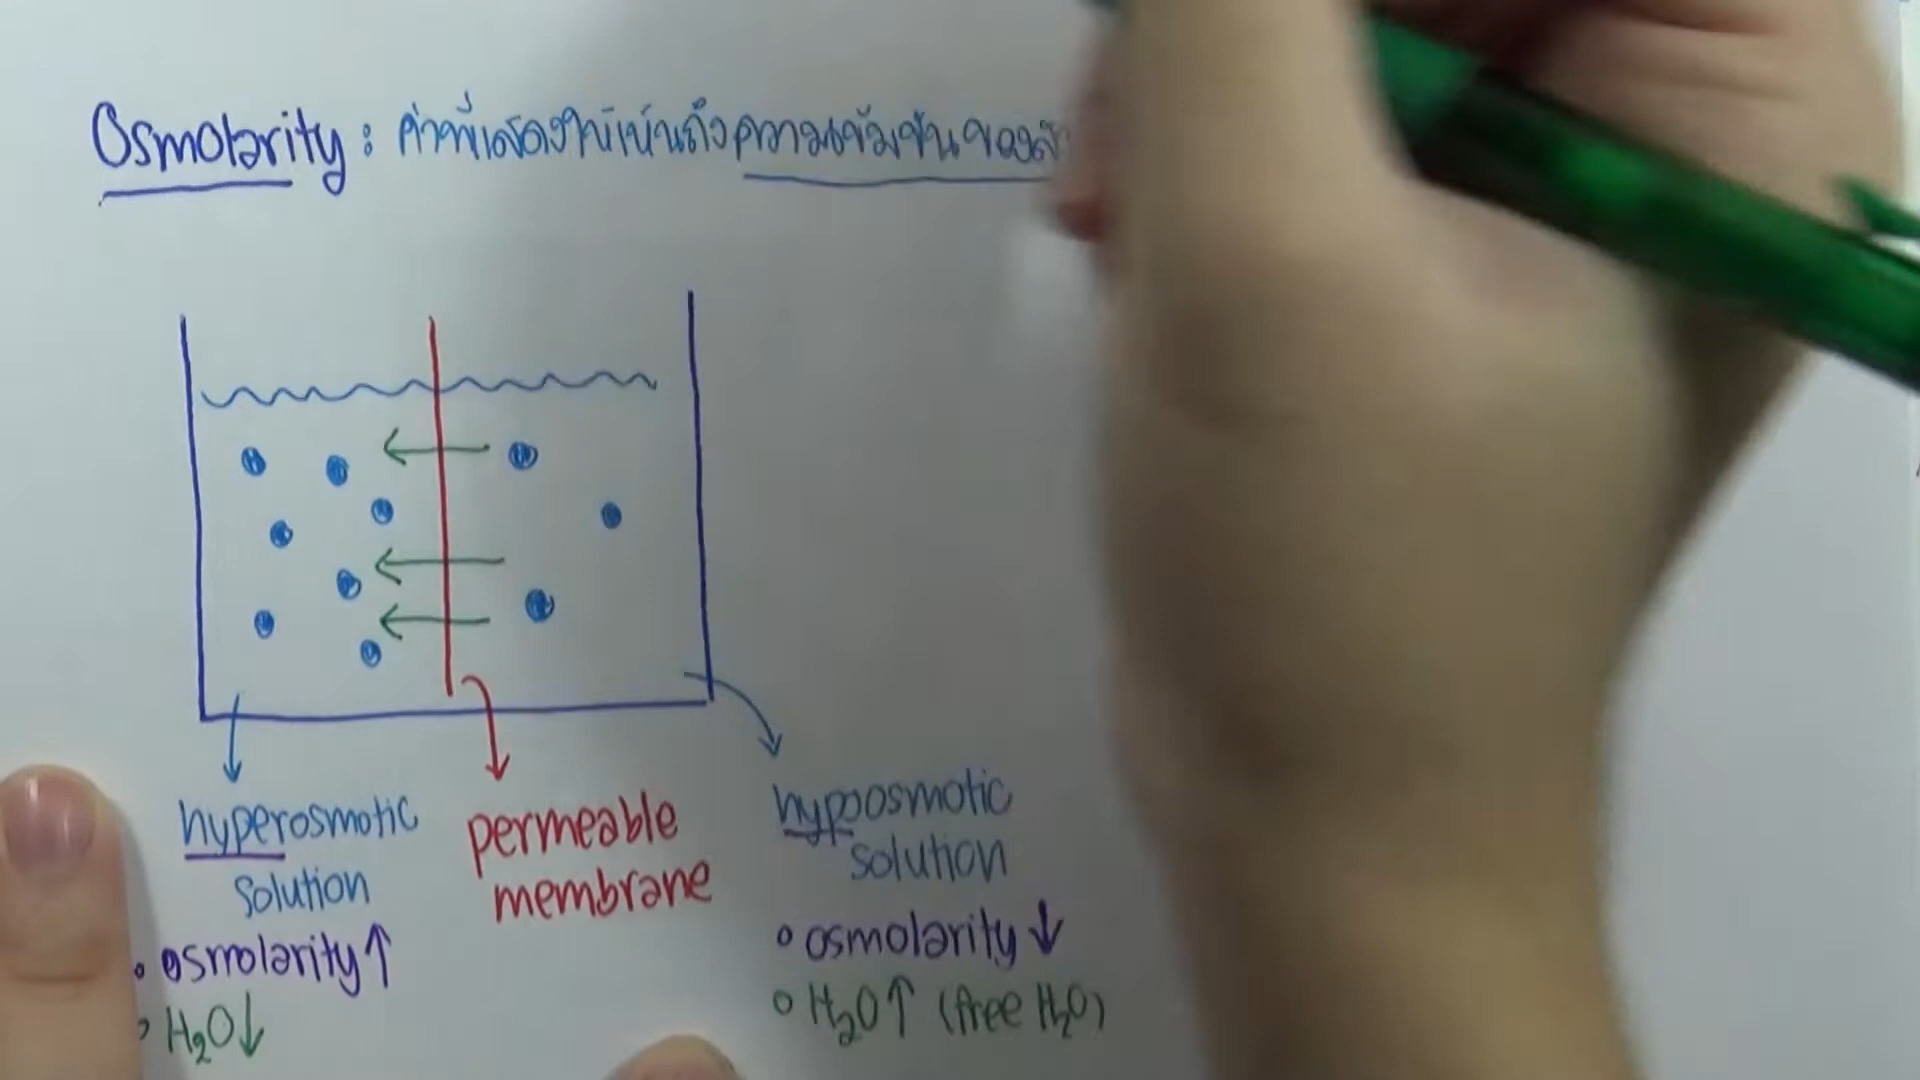 Osmolarity : ค่าที่แสดงให้เห็นถึงความเข้มข้นของส
hyperosmotic
solution
• osmolarity ↑
• H₂O ↓
permeable
membrane
hypoosmotic
solution
• osmolarity ↓
• H₂O ↑ (free H₂O)